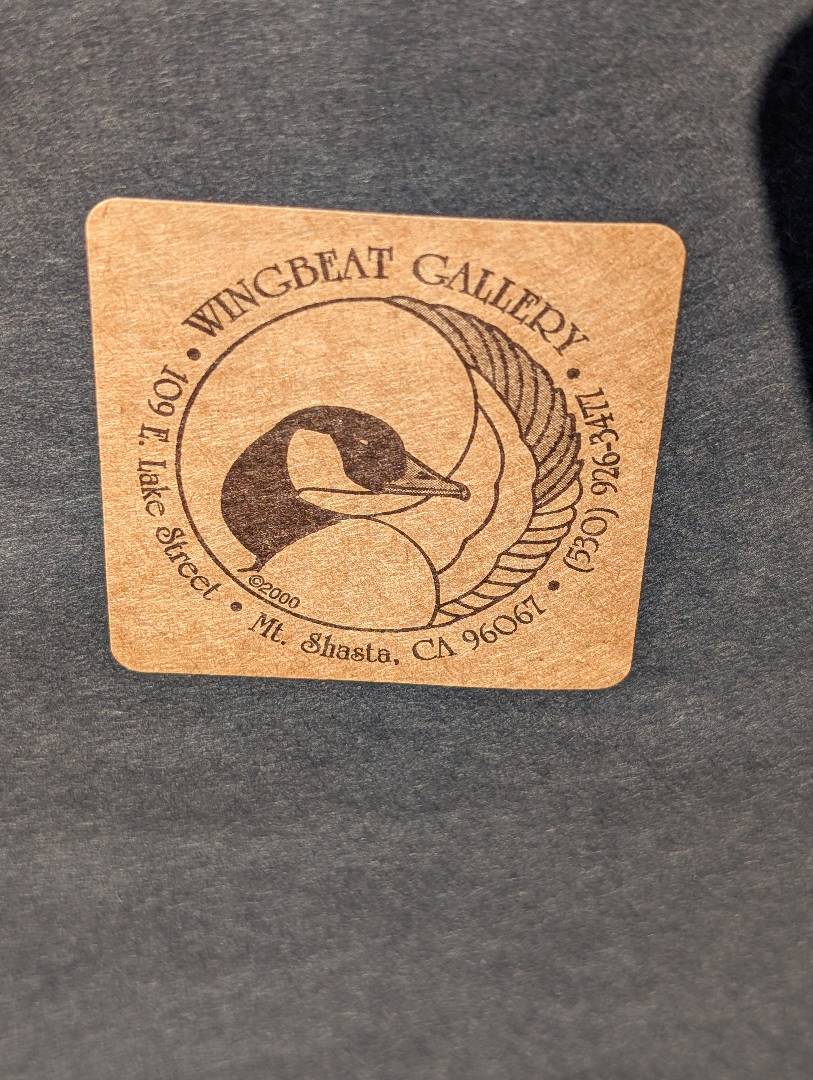 WINGBEAT GALLERY
109 E. Lake Street • Mt. Shasta, CA 96067 • (530) 926-3477
©2000